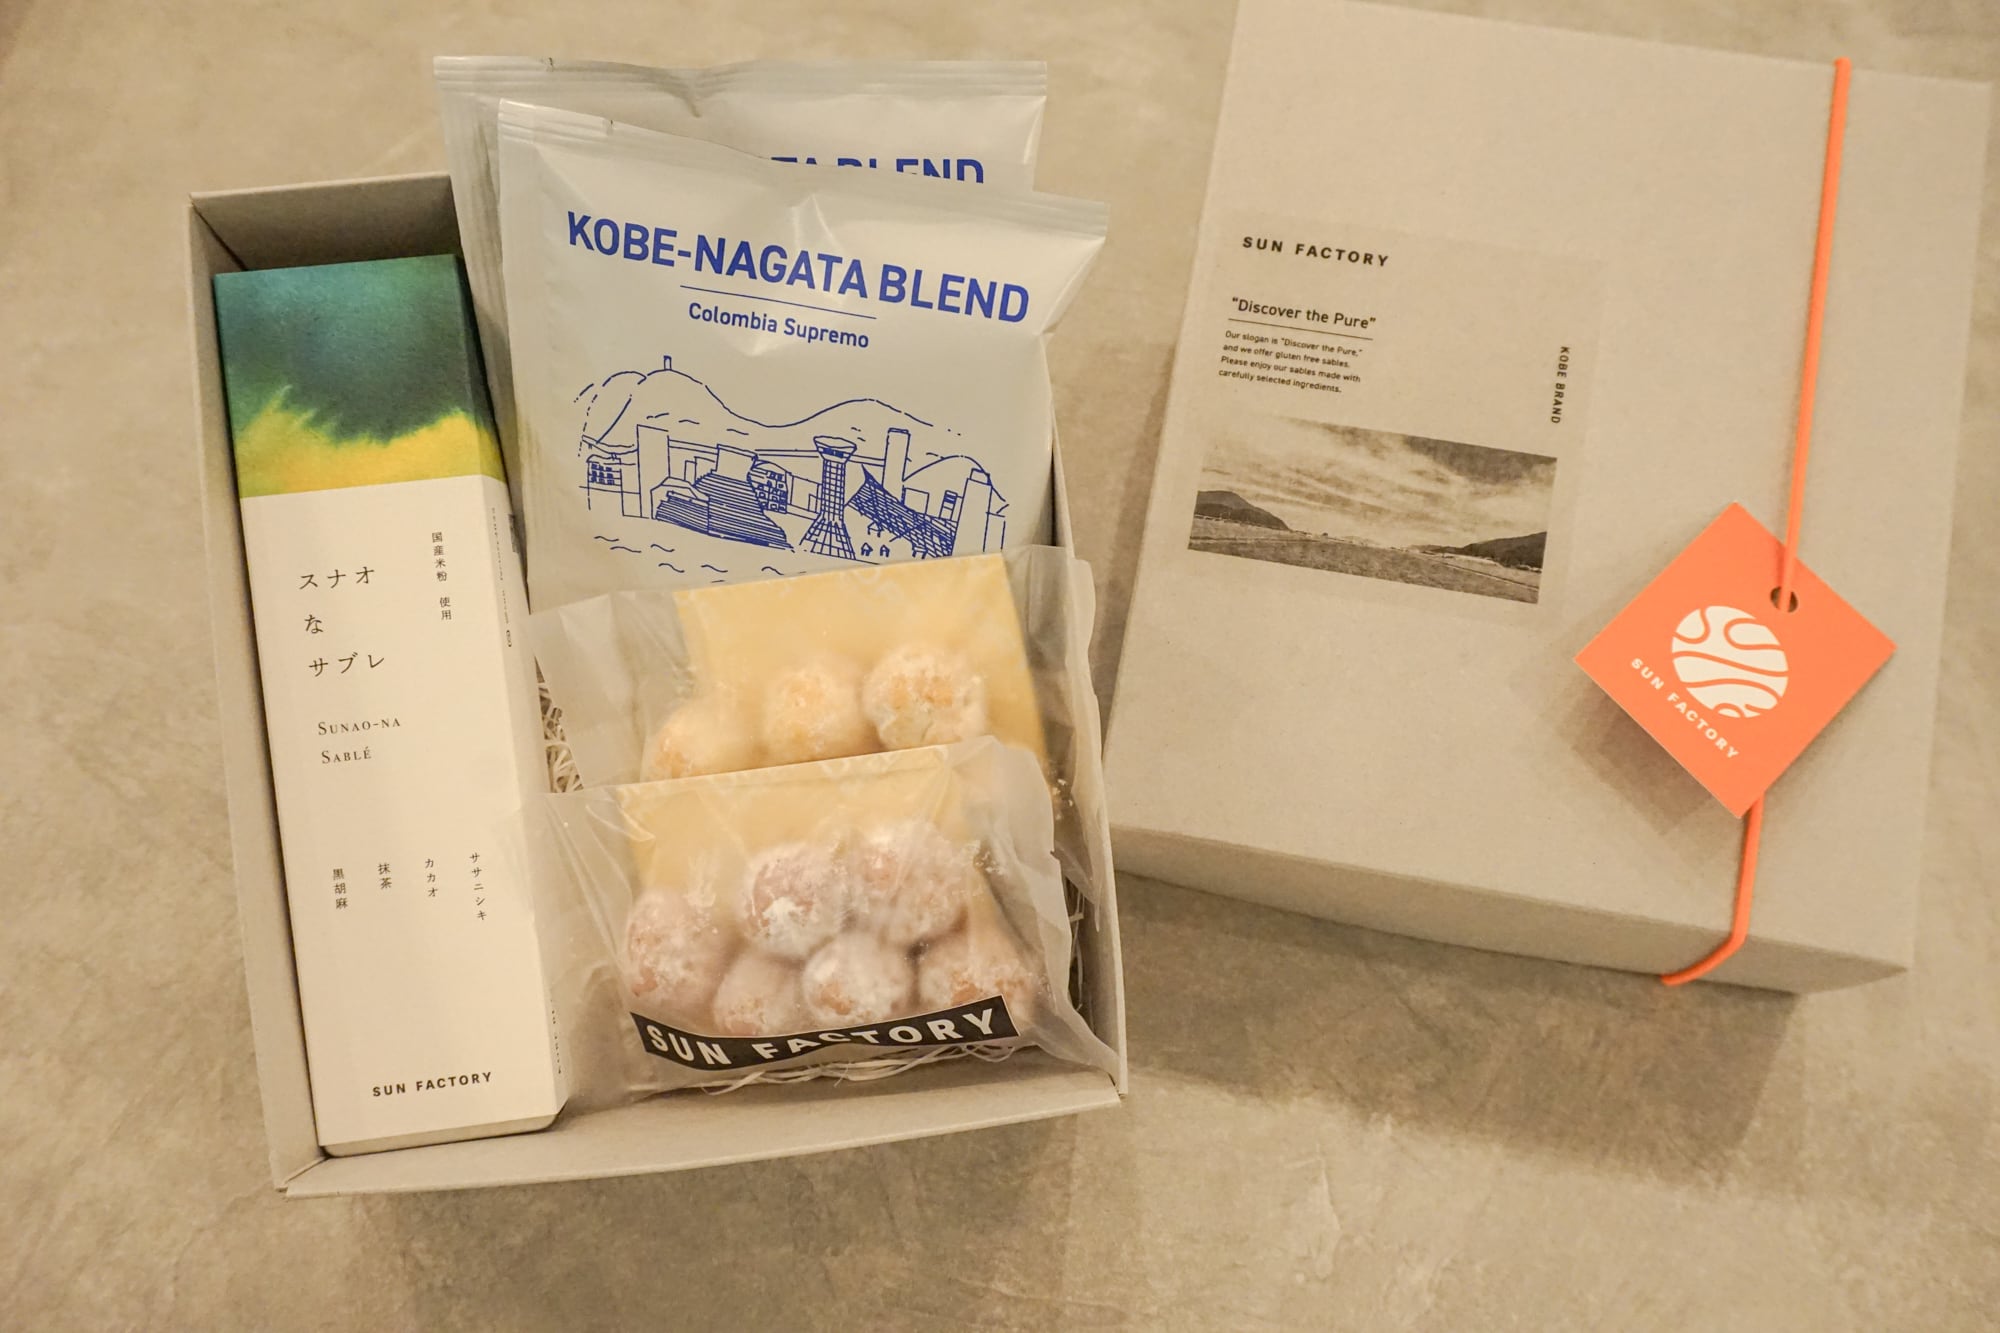 TA BLEND
KOBE-NAGATA BLEND
Colombia Supremo
国産米粉 使用
スナオ
な
サブレ
SUNAO-NA
SABLÉ
ササニシキ
カカオ
抹茶
黒胡麻
SUN FACTORY
SUN FACTORY
SUN FACTORY
"Discover the Pure"
Our slogan is "Discover the Pure,"
and we offer gluten free sables.
Please enjoy our sables made with
carefully selected ingredients.
KOBE BRAND
SUN FACTORY